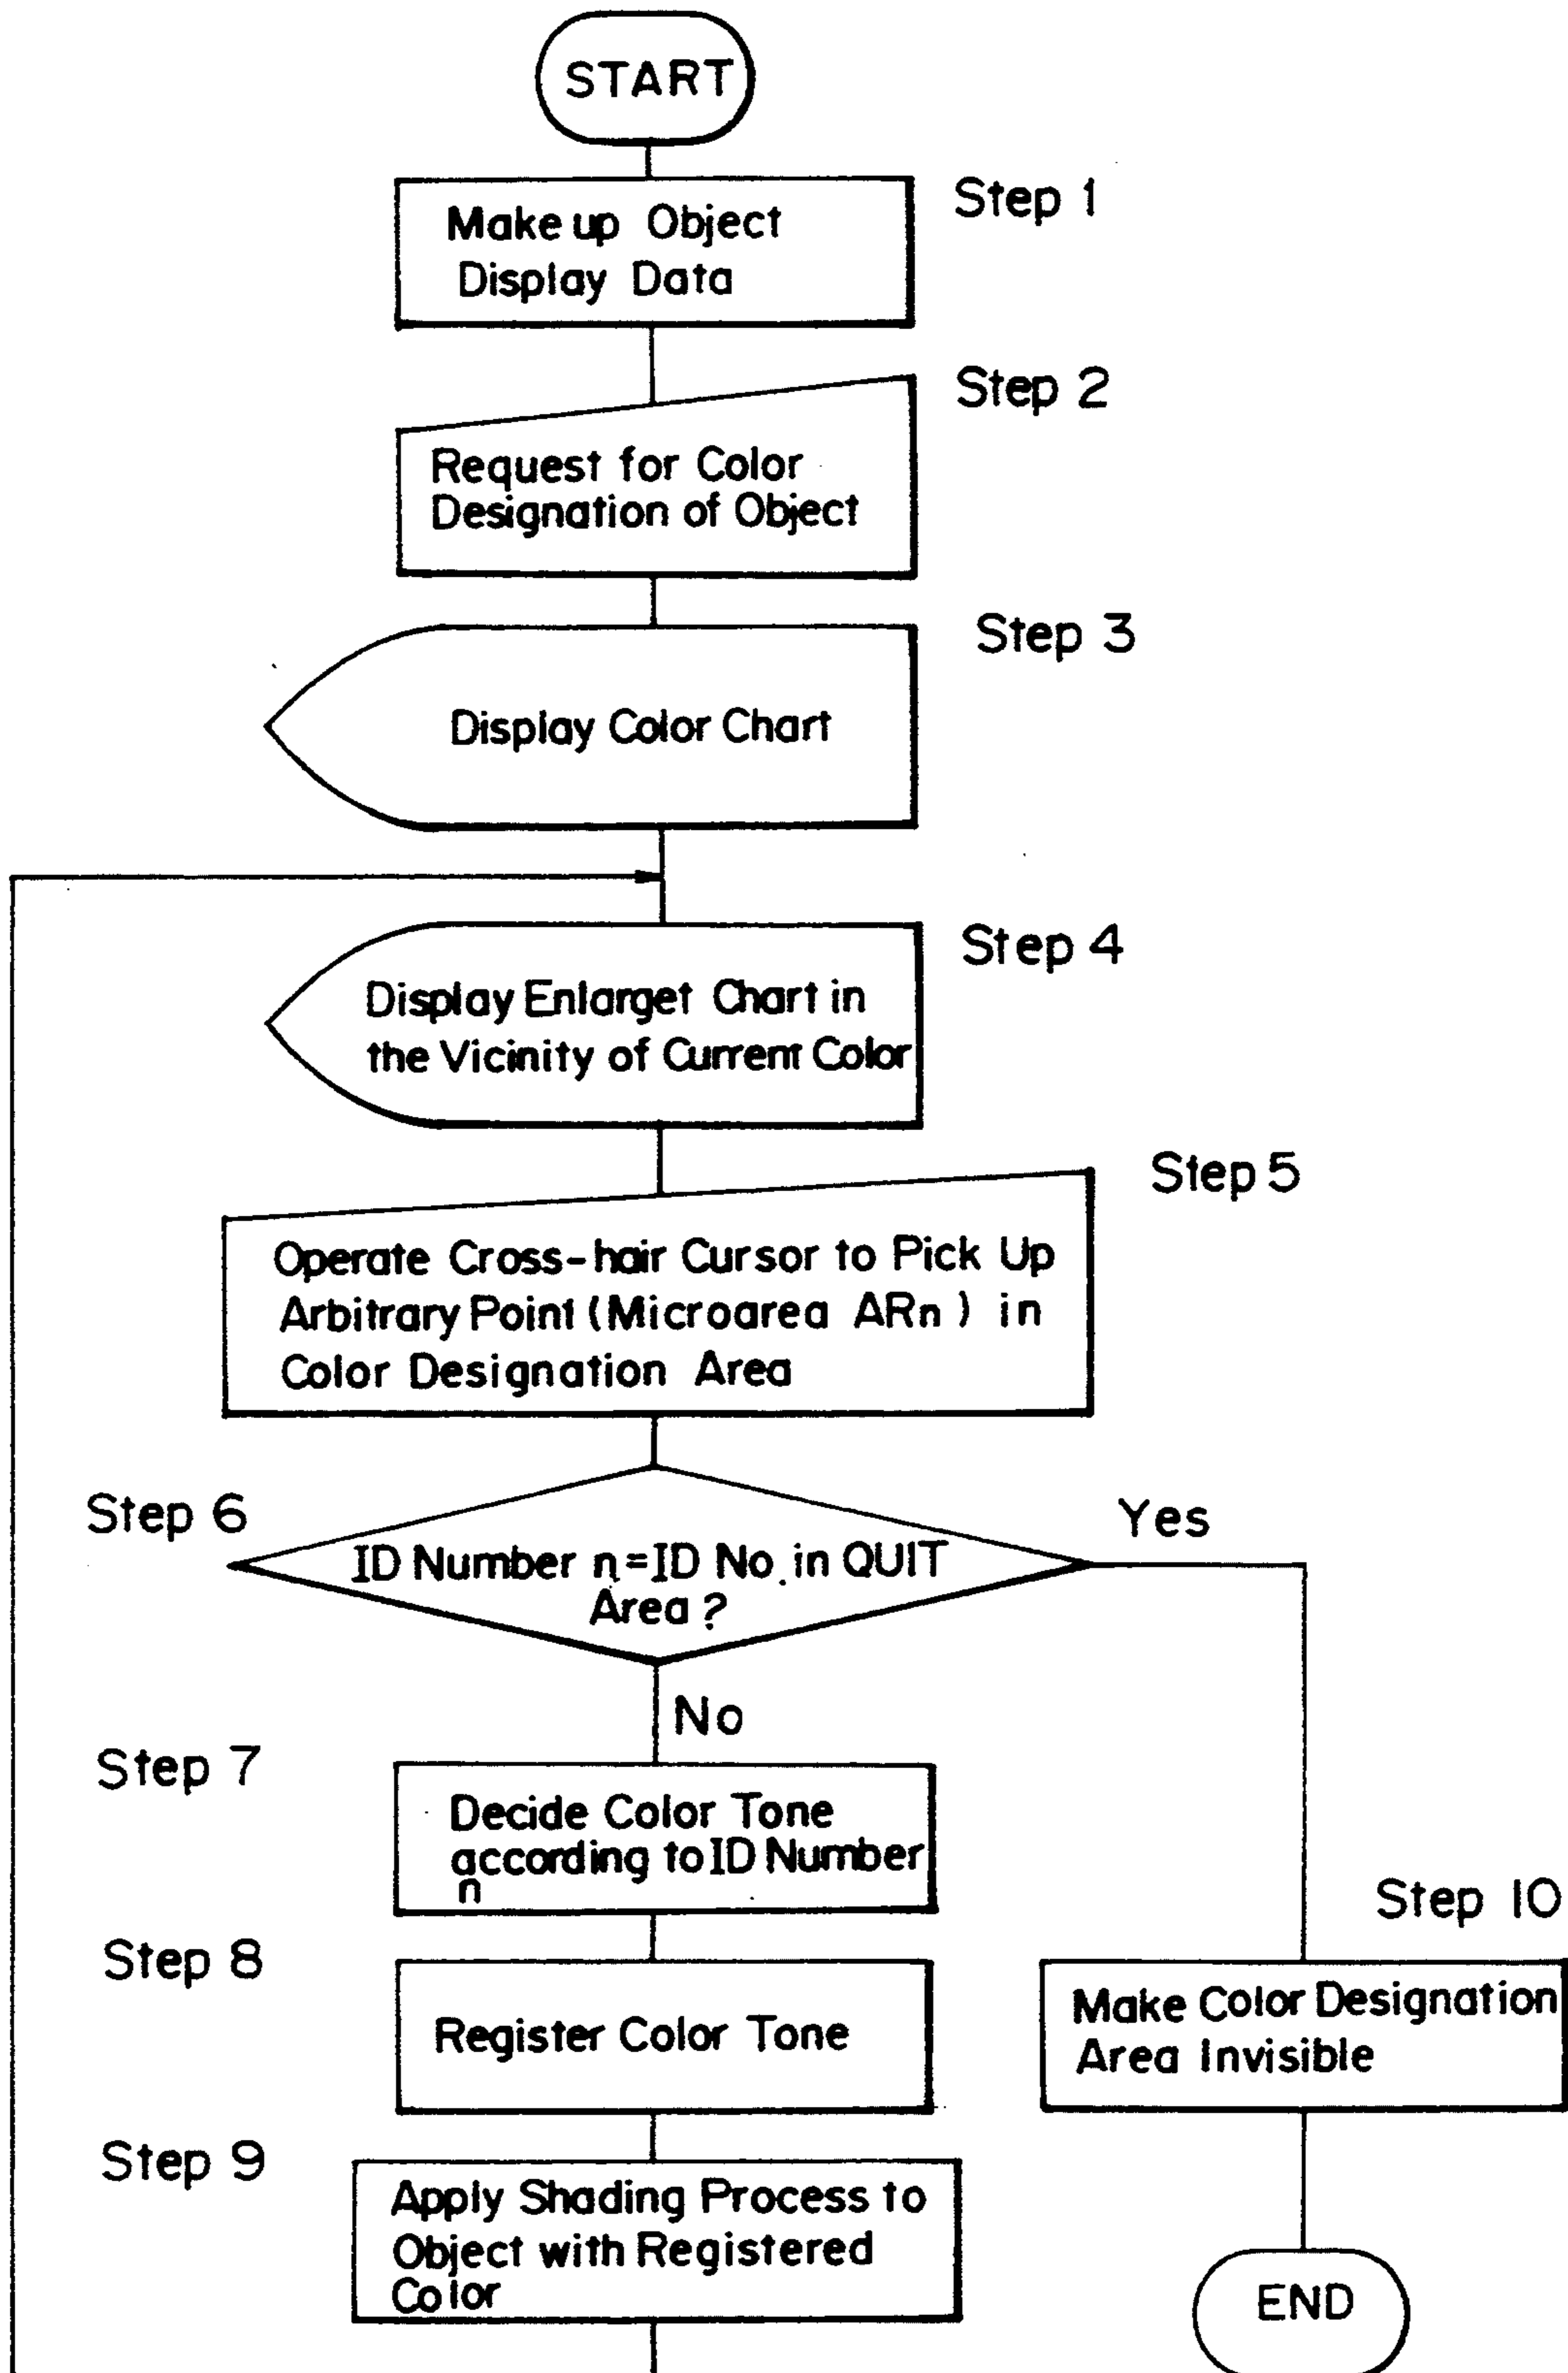 START
Step 1
Make up Object
Display Data
Step 2
Request for Color
Designation of Object
Step 3
Display Color Chart
Step 4
Display Enlarget Chart in
the Vicinity of Current Color
Step 5
Operate Cross-hair Cursor to Pick Up
Arbitrary Point (Microarea ARn) in
Color Designation Area
Step 6
ID Number n=ID No. in QUIT
Area?
Yes
No
Step 7
Decide Color Tone
according to ID Number
n
Step 8
Register Color Tone
Step 10
Make Color Designation
Area Invisible
Step 9
Apply Shading Process to
Object with Registered
Color
END